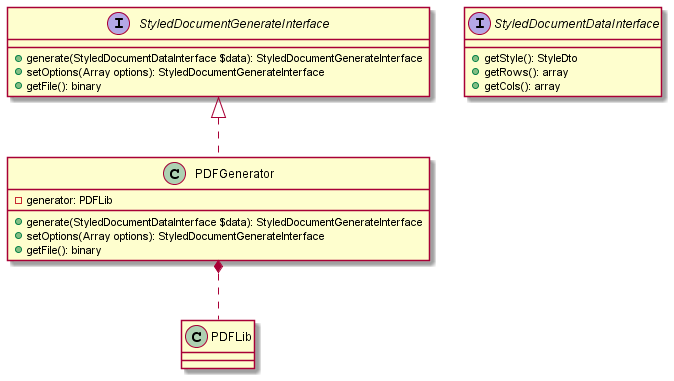 I StyledDocumentGenerateInterface
generate(StyledDocumentDataInterface $data): StyledDocumentGenerateInterface
setOptions(Array options): StyledDocumentGenerateInterface
getFile(): binary
I StyledDocumentDataInterface
getStyle(): StyleDto
getRows(): array
getCols(): array
C PDFGenerator
generator: PDFLib
generate(StyledDocumentDataInterface $data): StyledDocumentGenerateInterface
setOptions(Array options): StyledDocumentGenerateInterface
getFile(): binary
C PDFLib